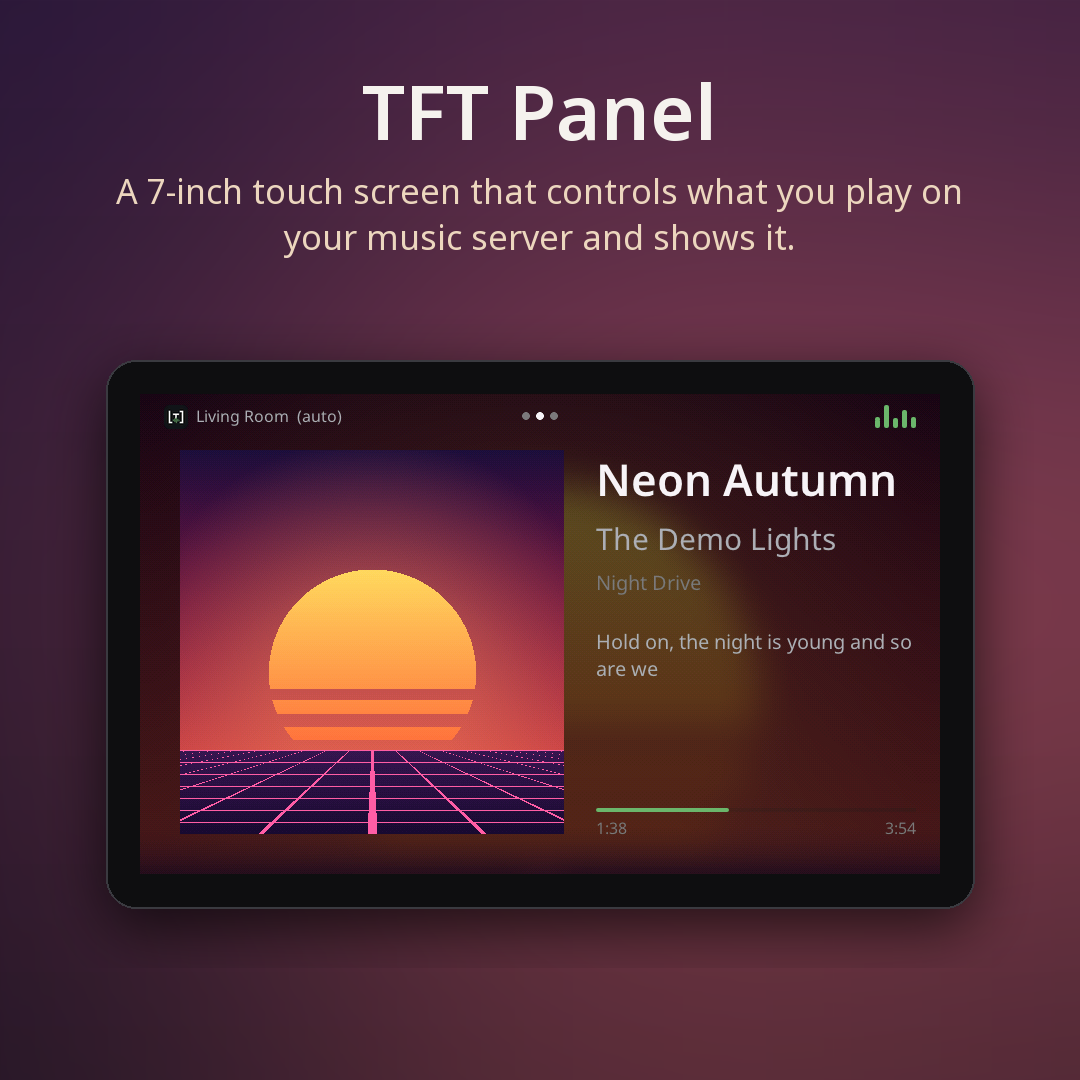 TFT Panel
A 7-inch touch screen that controls what you play on
your music server and shows it.
[T] Living Room (auto)
Neon Autumn
The Demo Lights
Night Drive
Hold on, the night is young and so
are we
1:38 3:54